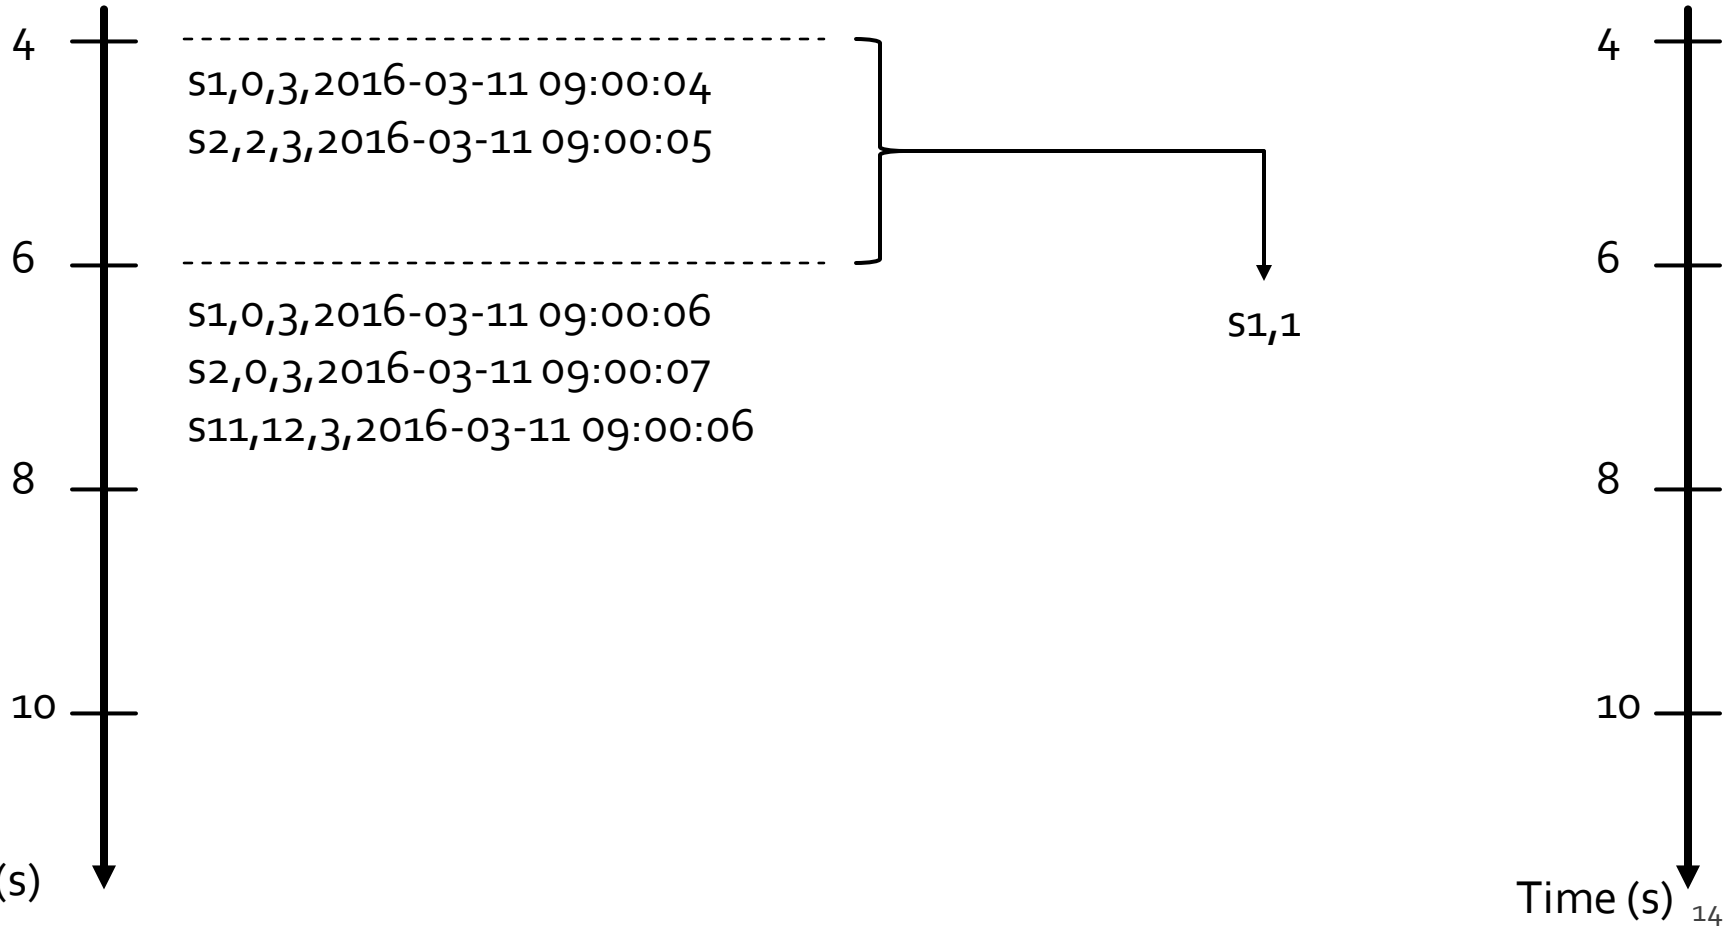 4
s1,0,3,2016-03-11 09:00:04
s2,2,3,2016-03-11 09:00:05
6
s1,0,3,2016-03-11 09:00:06
s2,0,3,2016-03-11 09:00:07
s11,12,3,2016-03-11 09:00:06
8
10
(s)
s1,1
4
6
8
10
Time (s)
14